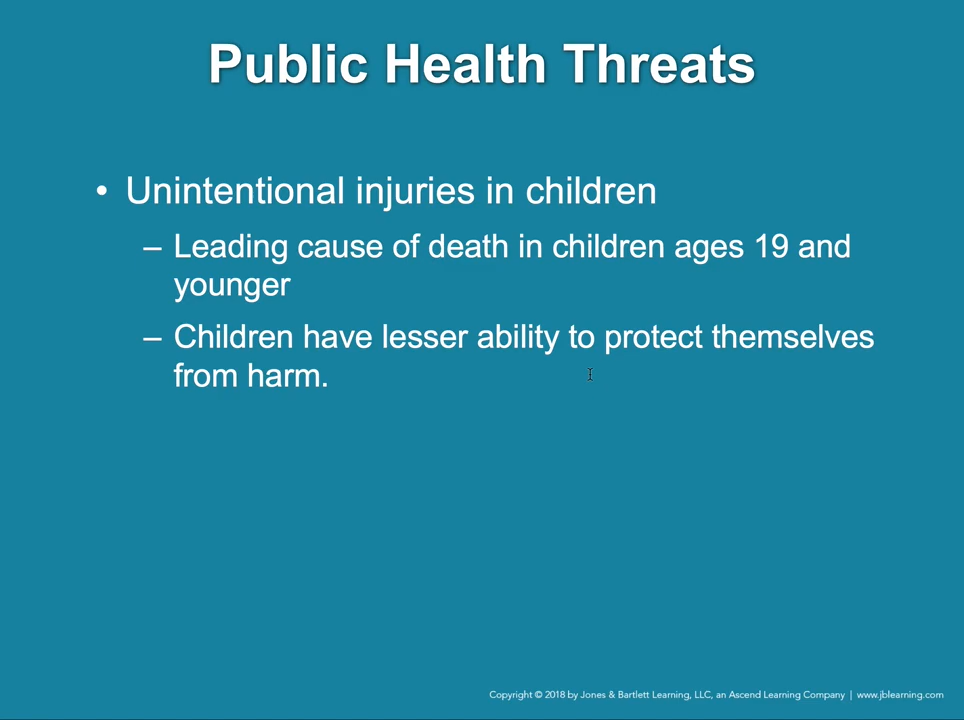 Public Health Threats
• Unintentional injuries in children
– Leading cause of death in children ages 19 and
younger
– Children have lesser ability to protect themselves
from harm.
Copyright © 2018 by Jones & Bartlett Learning, LLC, an Ascend Learning Company | www.jblearning.com